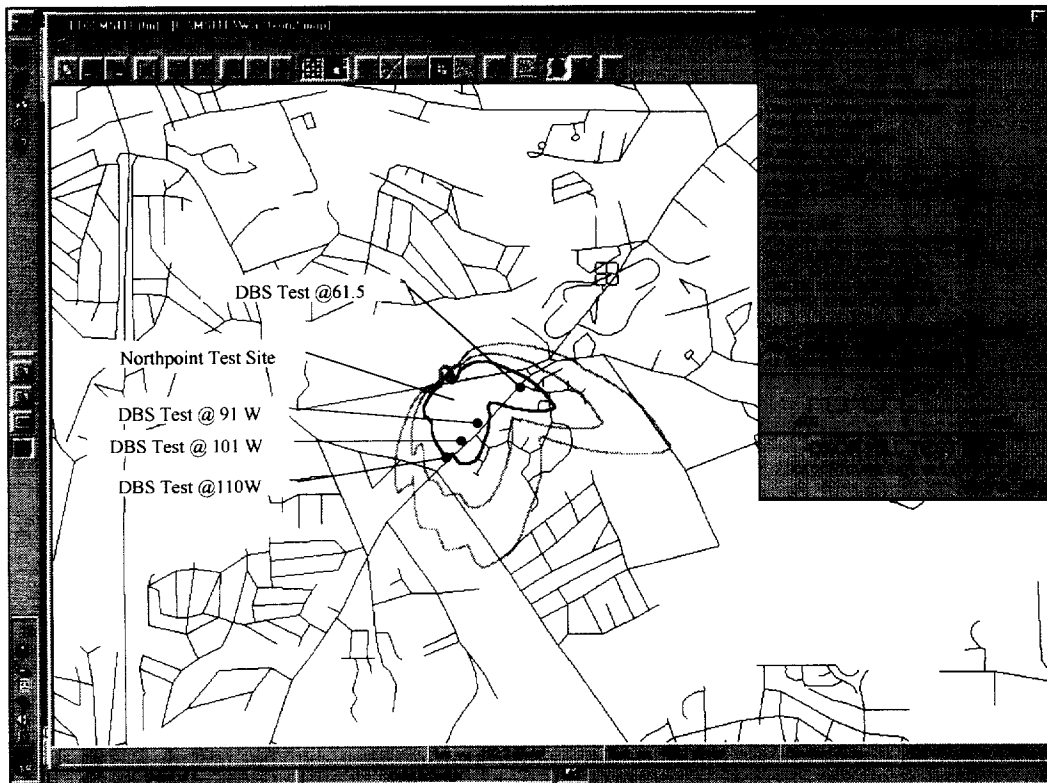 DBS Test @61.5
Northpoint Test Site
DBS Test @ 91 W
DBS Test @ 101 W
DBS Test @110W